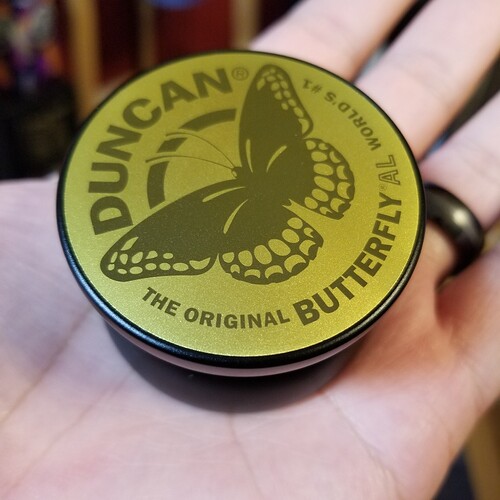 DUNCAN®
THE ORIGINAL BUTTERFLY® AL
WORLD'S #1